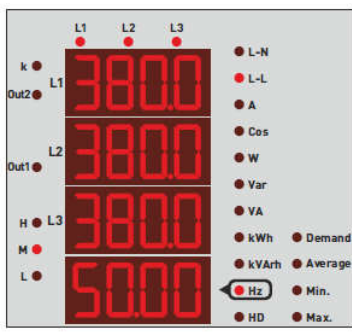 L1 L2 L3
k
Out2
L1 380.0
L-N
L-L
A
Cos
Out1
L2 380.0
W
Var
VA
H
M
L3 380.0
kWh Demand
kVArh Average
L
50.00
Hz Min.
HD Max.